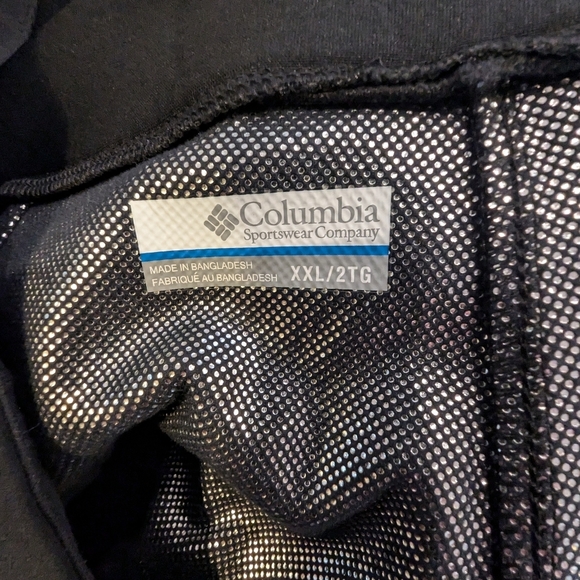 Columbia
Sportswear Company
MADE IN BANGLADESH
FABRIQUÉ AU BANGLADESH
XXL/2TG